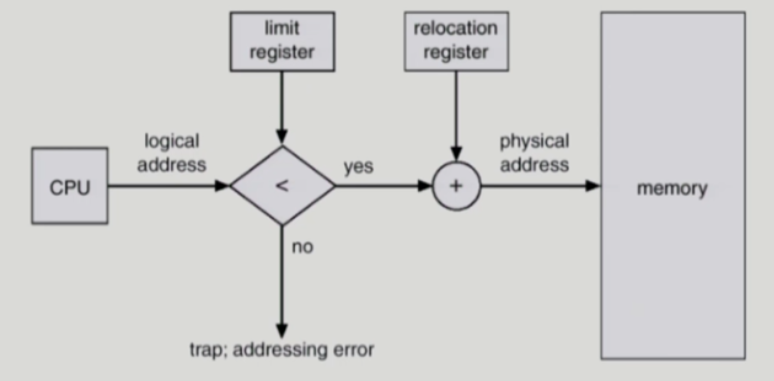 limit
register
relocation
register
CPU
logical
address
<
yes
+
physical
address
memory
no
trap; addressing error